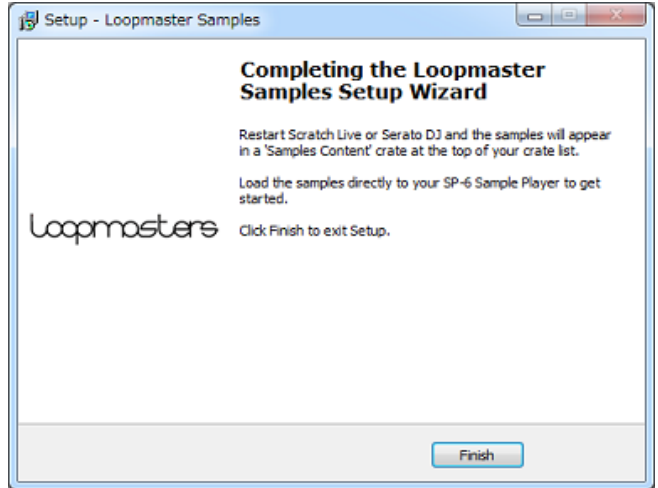 Setup - Loopmaster Samples
Completing the Loopmaster
Samples Setup Wizard
Restart Scratch Live or Serato DJ and the samples will appear
in a 'Samples Content' crate at the top of your crate list.
Load the samples directly to your SP-6 Sample Player to get
started.
Loopmasters
Click Finish to exit Setup.
Finish